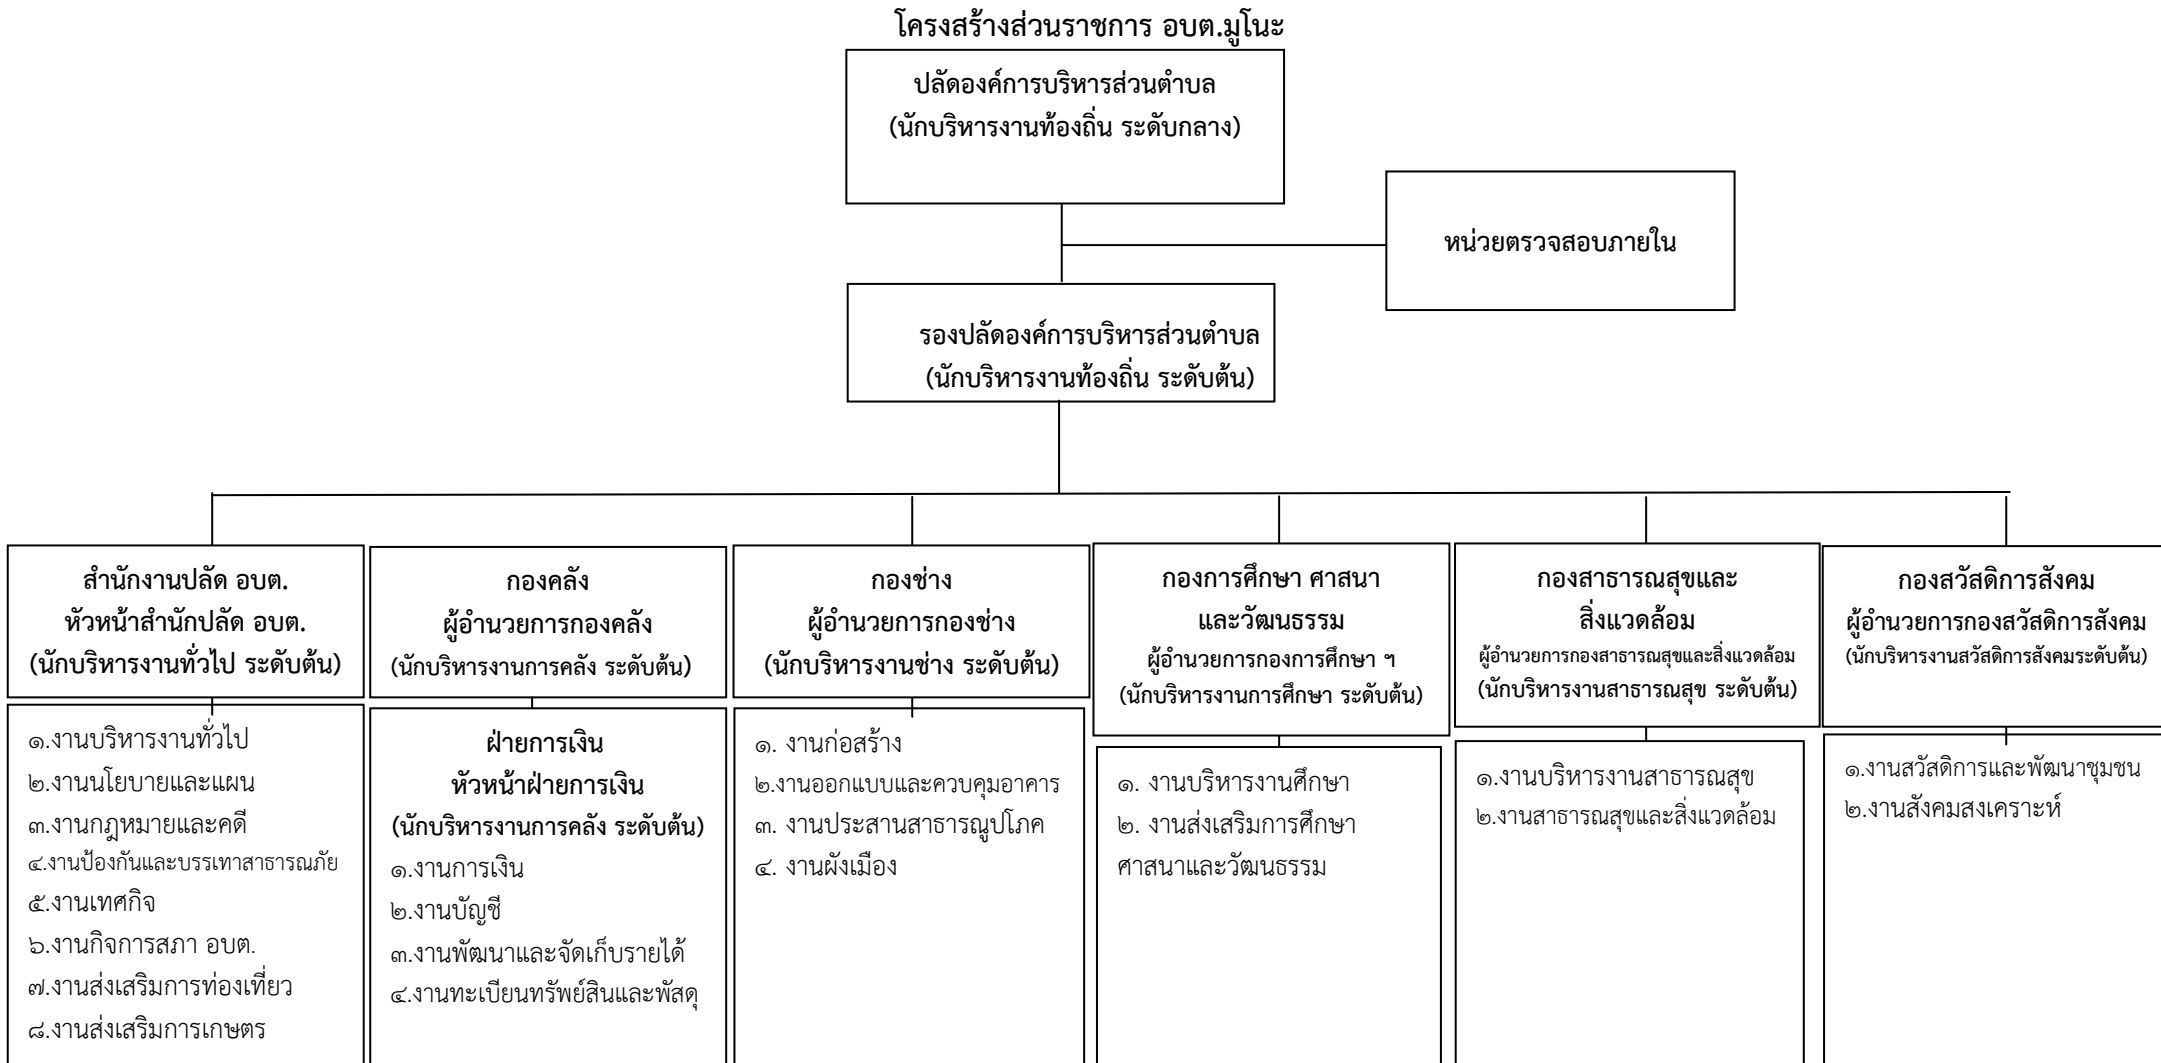 โครงสร้างส่วนราชการ อบต.มูโนะ
ปลัดองค์การบริหารส่วนตำบล
(นักบริหารงานท้องถิ่น ระดับกลาง)
หน่วยตรวจสอบภายใน
รองปลัดองค์การบริหารส่วนตำบล
(นักบริหารงานท้องถิ่น ระดับต้น)
สำนักงานปลัด อบต.
หัวหน้าสำนักปลัด อบต.
(นักบริหารงานทั่วไป ระดับต้น)
๑.งานบริหารงานทั่วไป
๒.งานนโยบายและแผน
๓.งานกฎหมายและคดี
๔.งานป้องกันและบรรเทาสาธารณภัย
๕.งานเทศกิจ
๖.งานกิจการสภา อบต.
๗.งานส่งเสริมการท่องเที่ยว
๘.งานส่งเสริมการเกษตร
กองคลัง
ผู้อำนวยการกองคลัง
(นักบริหารงานการคลัง ระดับต้น)
ฝ่ายการเงิน
หัวหน้าฝ่ายการเงิน
(นักบริหารงานการคลัง ระดับต้น)
๑.งานการเงิน
๒.งานบัญชี
๓.งานพัฒนาและจัดเก็บรายได้
๔.งานทะเบียนทรัพย์สินและพัสดุ
กองช่าง
ผู้อำนวยการกองช่าง
(นักบริหารงานช่าง ระดับต้น)
๑. งานก่อสร้าง
๒.งานออกแบบและควบคุมอาคาร
๓. งานประสานสาธารณูปโภค
๔. งานผังเมือง
กองการศึกษา ศาสนา
และวัฒนธรรม
ผู้อำนวยการกองการศึกษา ฯ
(นักบริหารงานการศึกษา ระดับต้น)
๑. งานบริหารงานศึกษา
๒. งานส่งเสริมการศึกษา
ศาสนาและวัฒนธรรม
กองสาธารณสุขและ
สิ่งแวดล้อม
ผู้อำนวยการกองสาธารณสุขและสิ่งแวดล้อม
(นักบริหารงานสาธารณสุข ระดับต้น)
๑.งานบริหารงานสาธารณสุข
๒.งานสาธารณสุขและสิ่งแวดล้อม
กองสวัสดิการสังคม
ผู้อำนวยการกองสวัสดิการสังคม
(นักบริหารงานสวัสดิการสังคมระดับต้น)
๑.งานสวัสดิการและพัฒนาชุมชน
๒.งานสังคมสงเคราะห์